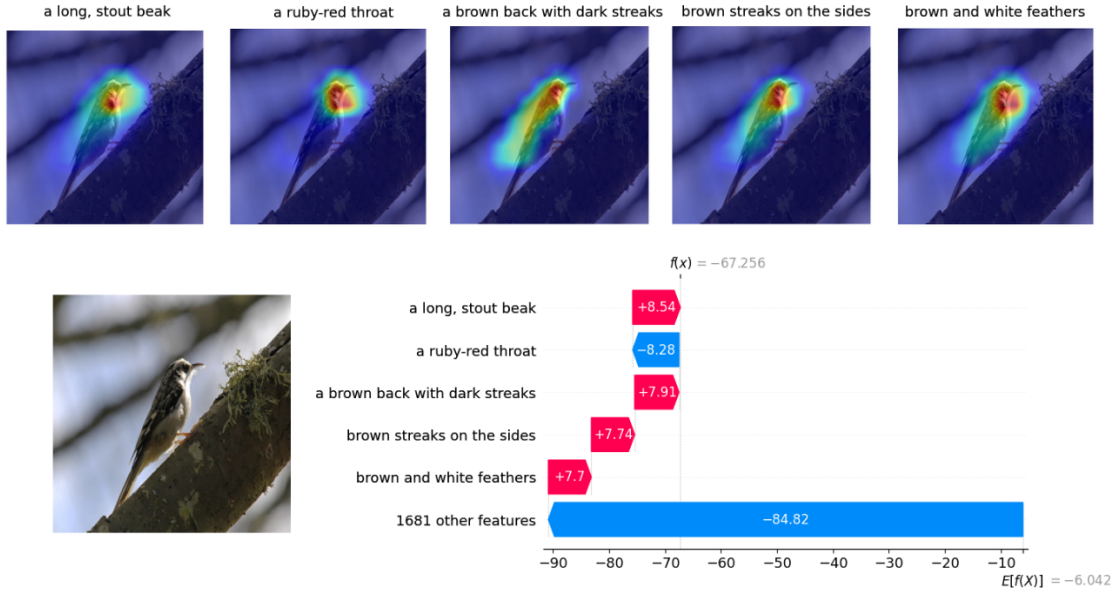 a long, stout beak
a ruby-red throat
a brown back with dark streaks
brown streaks on the sides
brown and white feathers
f(x) = −67.256
a long, stout beak
+8.54
a ruby-red throat
−8.28
a brown back with dark streaks
+7.91
brown streaks on the sides
+7.74
brown and white feathers
+7.7
1681 other features
−84.82
−90 −80 −70 −60 −50 −40 −30 −20 −10
E[f(X)] = −6.042